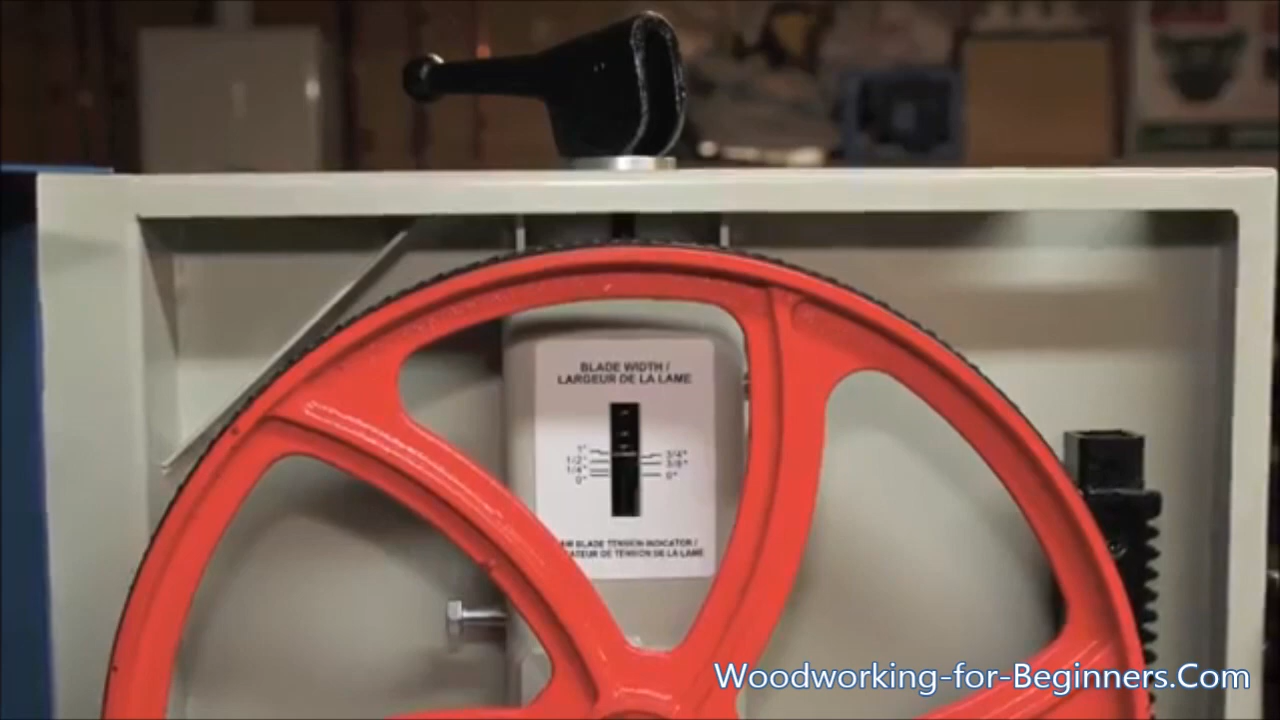 BLADE WIDTH /
LARGEUR DE LA LAME
1" 3/4"
1/2" 3/8"
1/4" 0"
0"
BLADE TENSION INDICATOR /
DE TENSION DE LA LAME
Woodworking-for-Beginners.Com